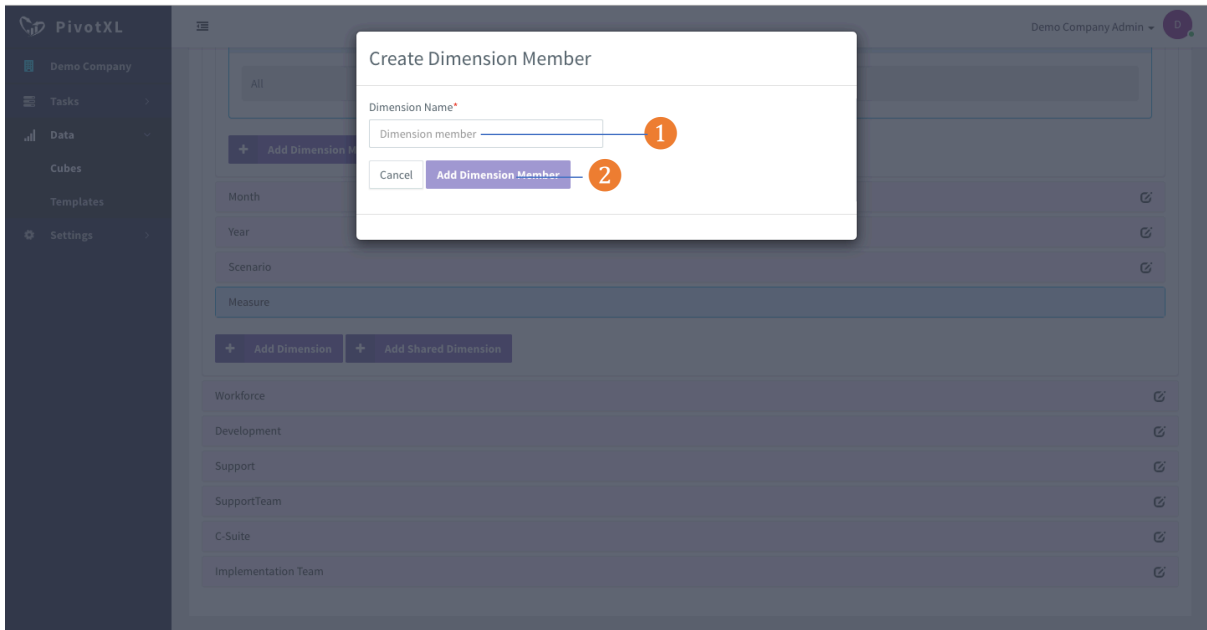 PivotXL
Demo Company Admin
D
Demo Company
Tasks
Data
Cubes
Templates
Settings
Create Dimension Member
Dimension Name*
Dimension member
1
Cancel
Add Dimension Member
2
All
+ Add Dimension M
Month
Year
Scenario
Measure
+ Add Dimension
+ Add Shared Dimension
Workforce
Development
Support
SupportTeam
C-Suite
Implementation Team